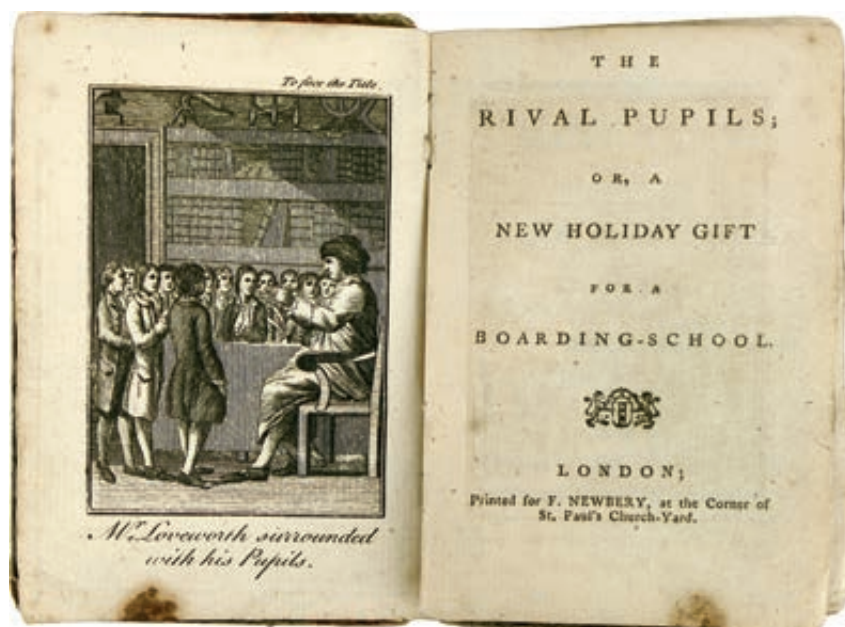 To face the Title.
Mr. Loveworth surrounded
with his Pupils.
THE
RIVAL PUPILS;
OR, A
NEW HOLIDAY GIFT
FOR A
BOARDING-SCHOOL.
LONDON;
Printed for F. NEWBERY, at the Corner of
St. Paul's Church-Yard.